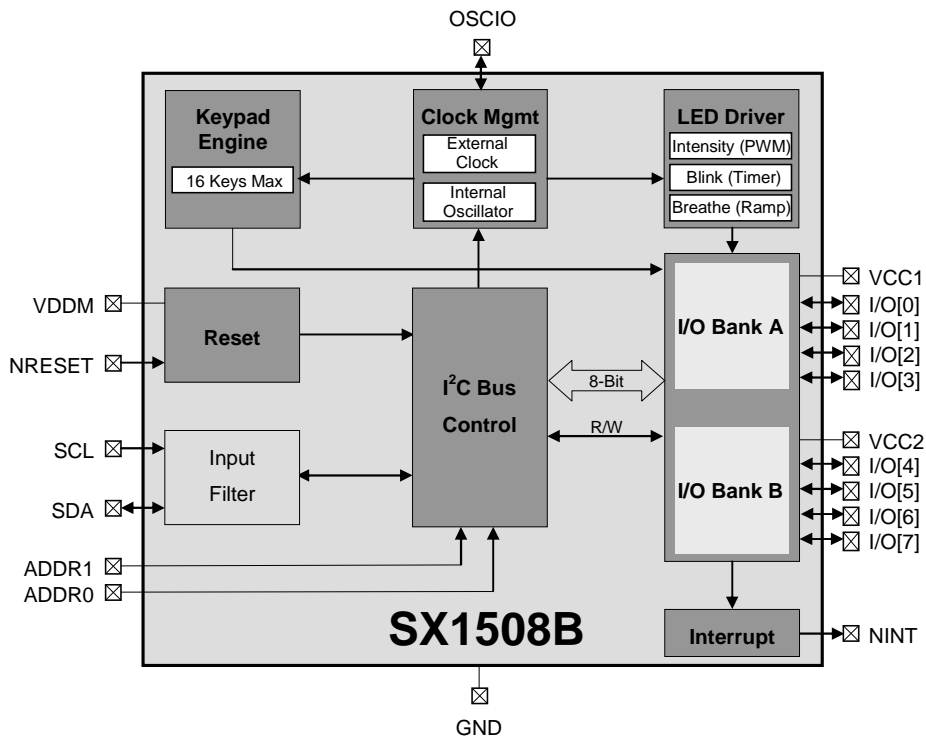 OSCIO
Keypad
Engine
16 Keys Max
Clock Mgmt
External
Clock
Internal
Oscillator
LED Driver
Intensity (PWM)
Blink (Timer)
Breathe (Ramp)
VDDM
NRESET
Reset
SCL
SDA
Input
Filter
ADDR1
ADDR0
I²C Bus
Control
8-Bit
R/W
I/O Bank A
I/O Bank B
VCC1
I/O[0]
I/O[1]
I/O[2]
I/O[3]
VCC2
I/O[4]
I/O[5]
I/O[6]
I/O[7]
SX1508B
Interrupt
NINT
GND